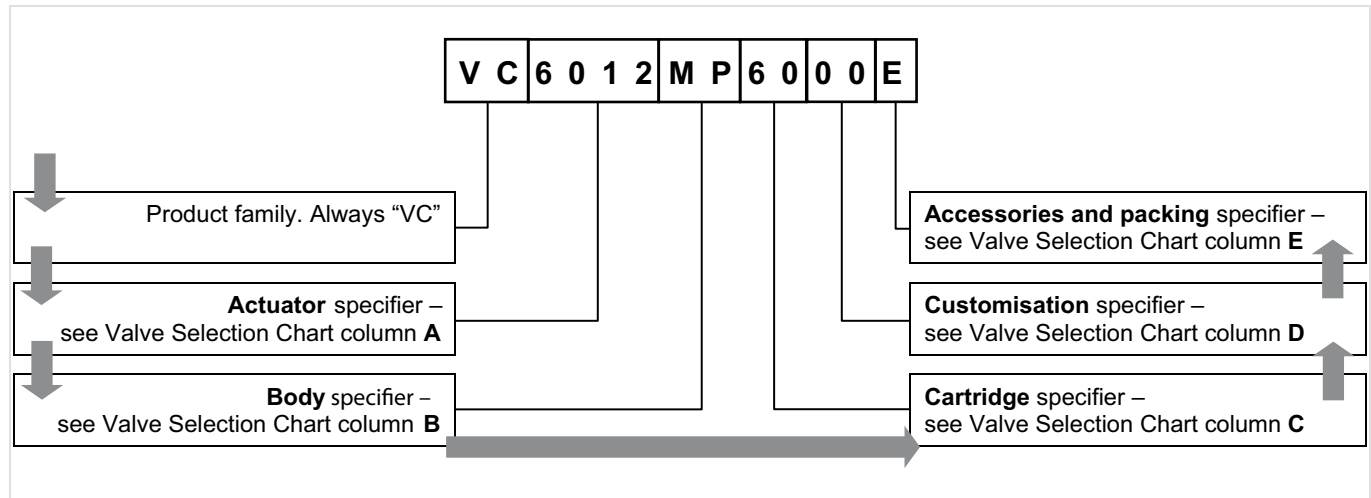 V C 6 0 1 2 M P 6 0 0 0 E
Product family. Always “VC”
Actuator specifier –
see Valve Selection Chart column A
Body specifier –
see Valve Selection Chart column B
Accessories and packing specifier –
see Valve Selection Chart column E
Customisation specifier –
see Valve Selection Chart column D
Cartridge specifier –
see Valve Selection Chart column C